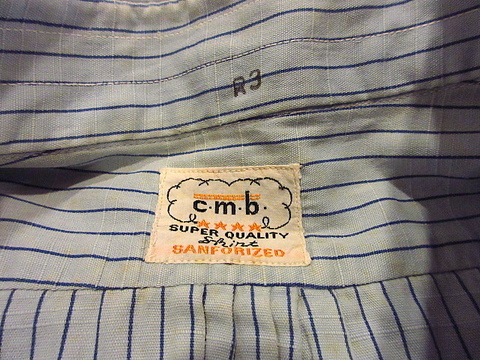 R3
c.m.b.
SUPER QUALITY
Shirt
SANFORIZED